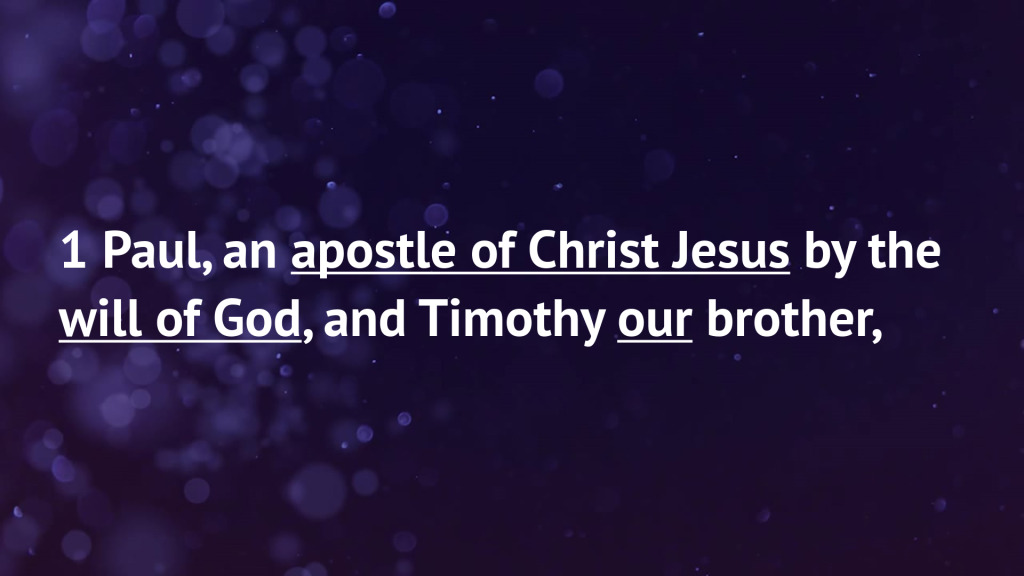 1 Paul, an apostle of Christ Jesus by the
will of God, and Timothy our brother,